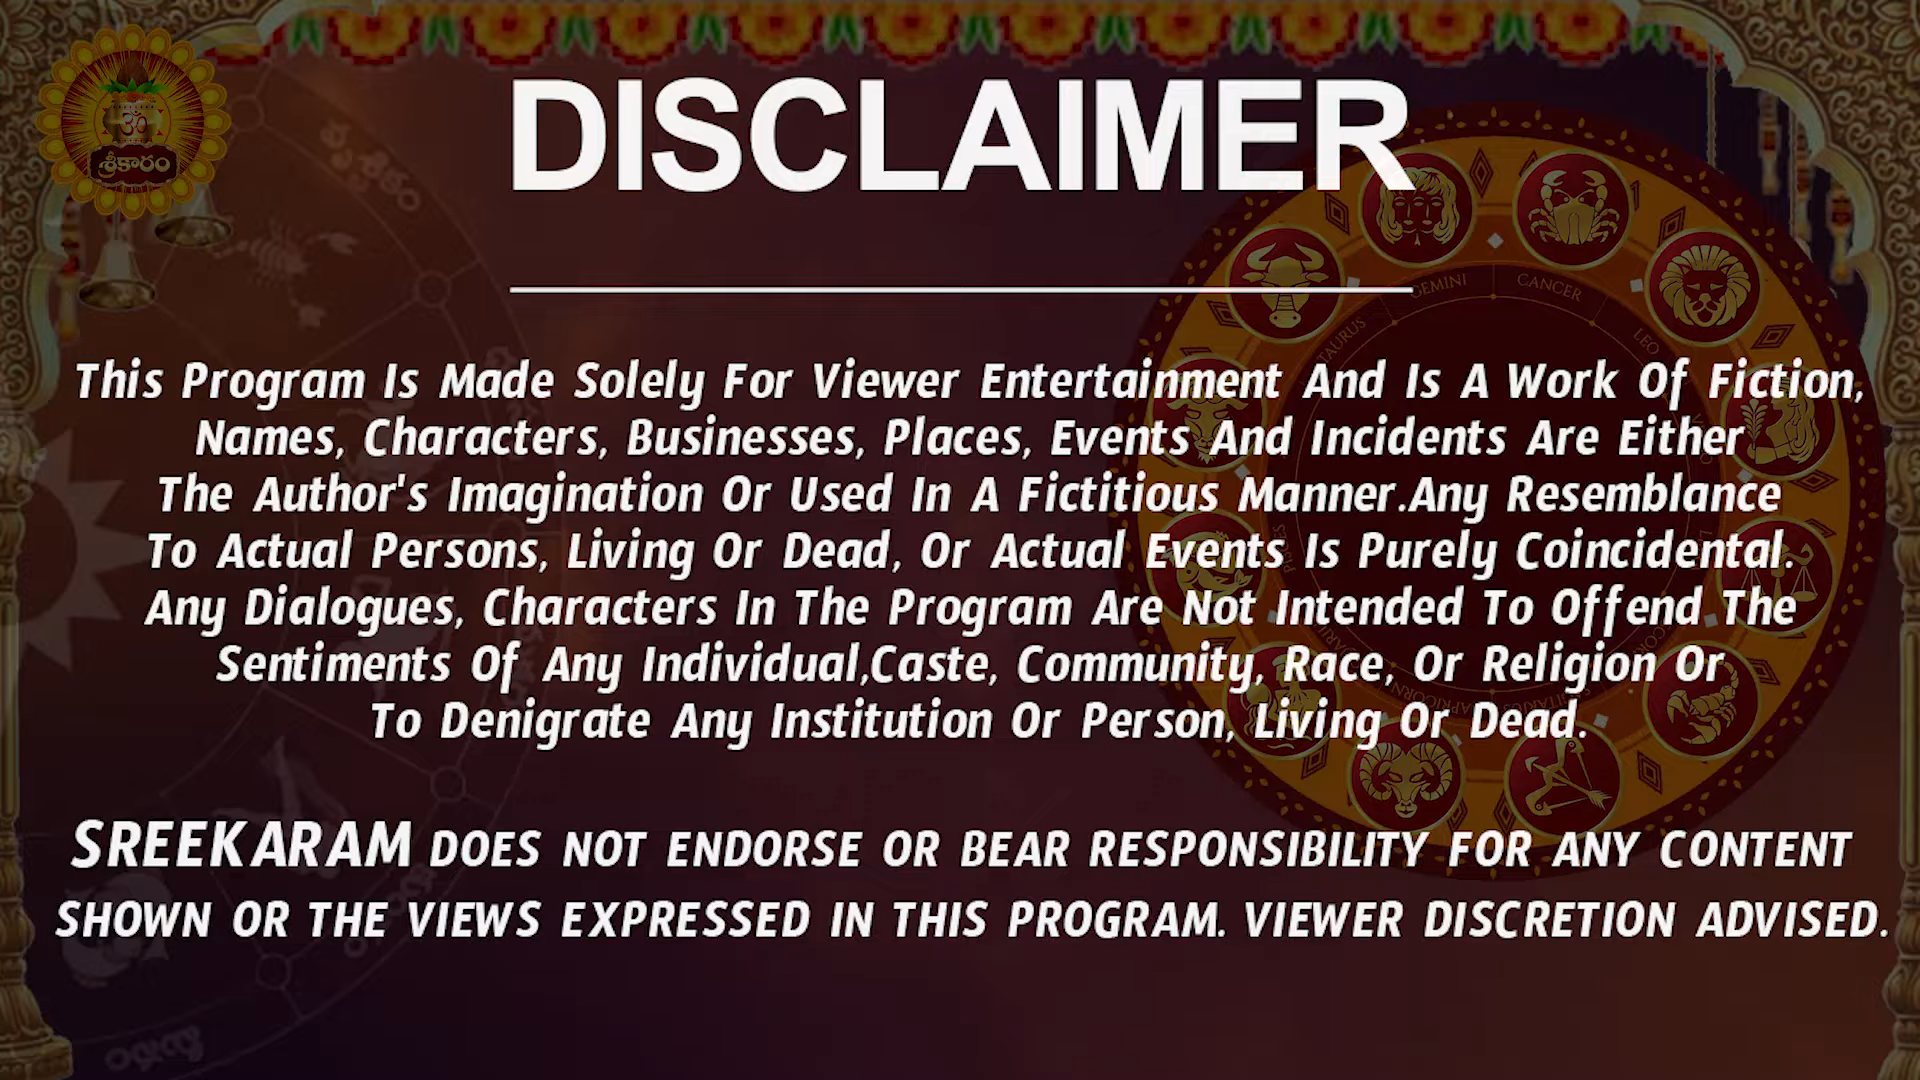 శ్రీకారం
DISCLAIMER
GEMINI
CANCER
TAURUS
LEO
This Program Is Made Solely For Viewer Entertainment And Is A Work Of Fiction,
Names, Characters, Businesses, Places, Events And Incidents Are Either
The Author's Imagination Or Used In A Fictitious Manner.Any Resemblance
To Actual Persons, Living Or Dead, Or Actual Events Is Purely Coincidental.
Any Dialogues, Characters In The Program Are Not Intended To Offend The
Sentiments Of Any Individual,Caste, Community, Race, Or Religion Or
To Denigrate Any Institution Or Person, Living Or Dead.
SREEKARAM DOES NOT ENDORSE OR BEAR RESPONSIBILITY FOR ANY CONTENT
SHOWN OR THE VIEWS EXPRESSED IN THIS PROGRAM. VIEWER DISCRETION ADVISED.